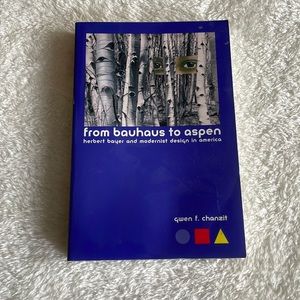 from bauhaus to aspen
herbert bayer and modernist design in america
gwen f. chanzit